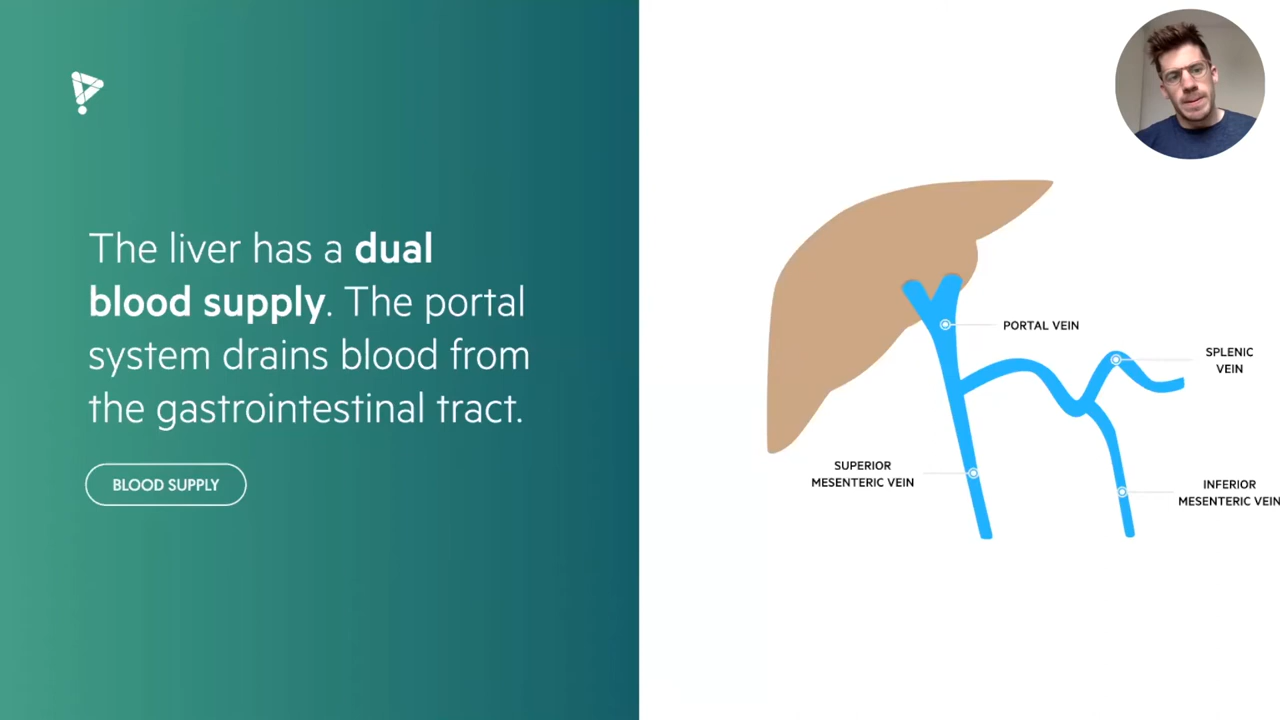 The liver has a dual
blood supply. The portal
system drains blood from
the gastrointestinal tract.
BLOOD SUPPLY
PORTAL VEIN
SPLENIC
VEIN
SUPERIOR
MESENTERIC VEIN
INFERIOR
MESENTERIC VEIN